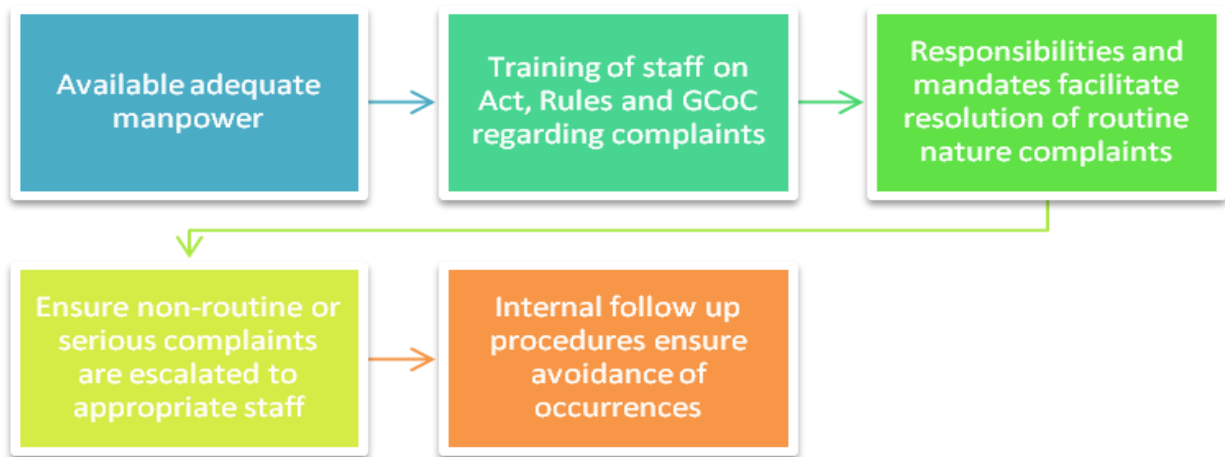 Available adequate
manpower
Training of staff on
Act, Rules and GCoC
regarding complaints
Responsibilities and
mandates facilitate
resolution of routine
nature complaints
Ensure non-routine or
serious complaints
are escalated to
appropriate staff
Internal follow up
procedures ensure
avoidance of
occurrences